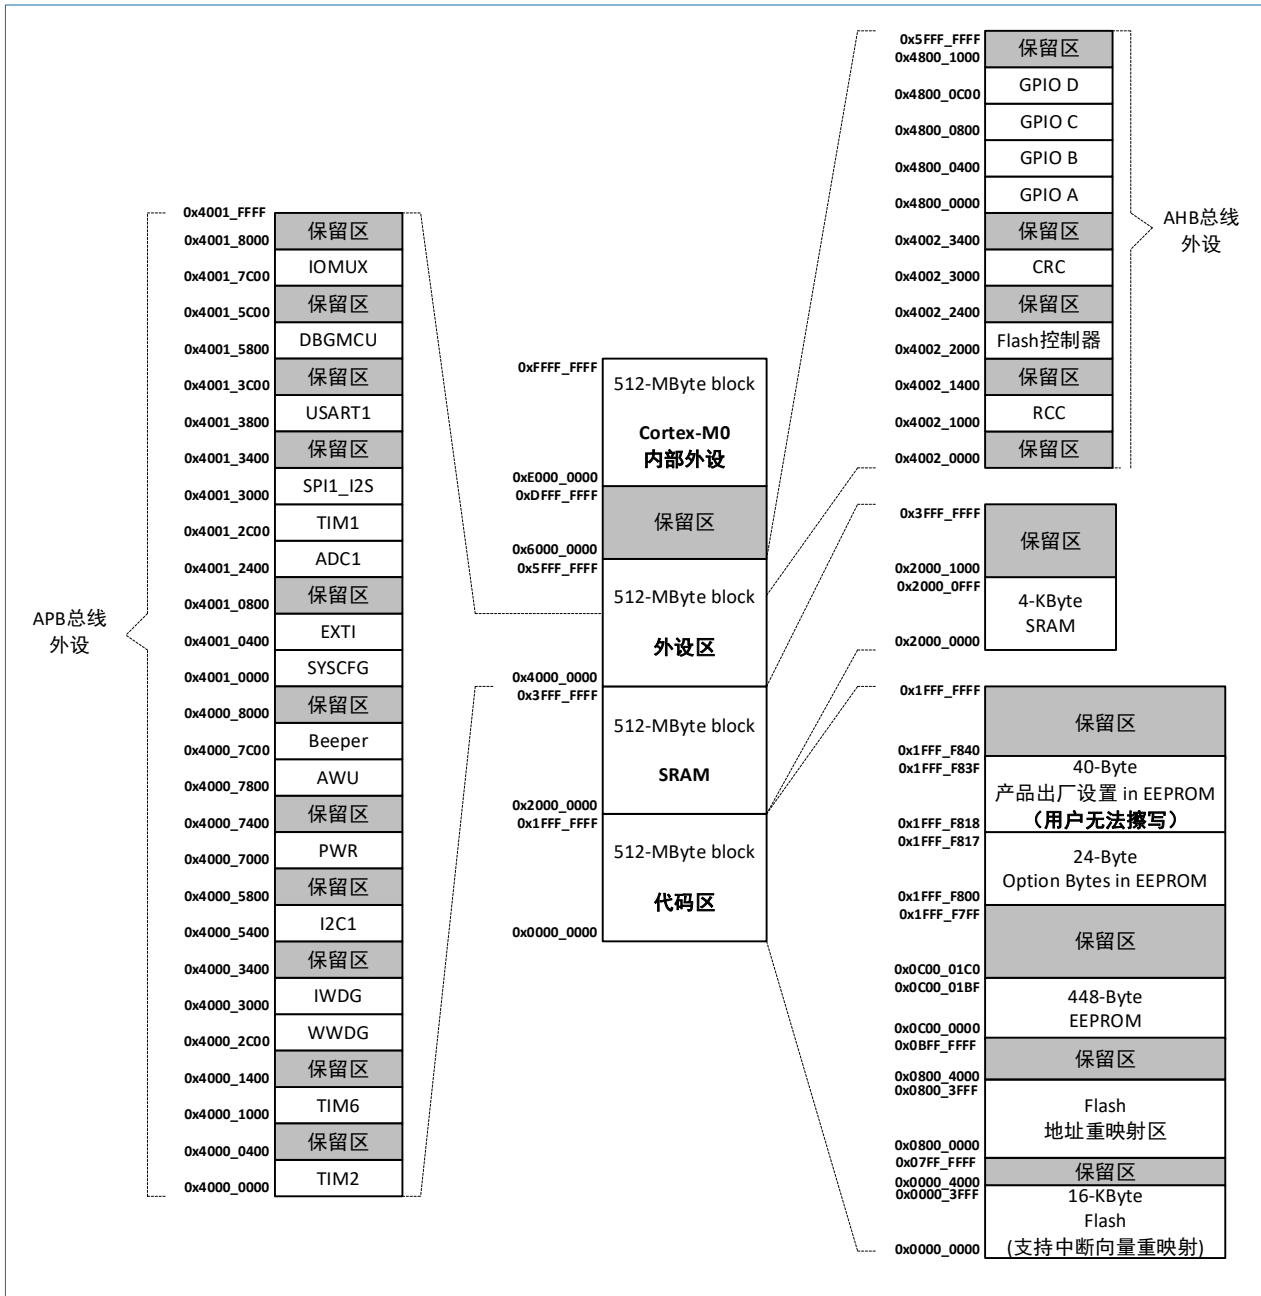 APB总线
外设
0x4001_FFFF
保留区
0x4001_8000
IOMUX
0x4001_7C00
保留区
0x4001_5C00
DBGMCU
0x4001_5800
保留区
0x4001_3C00
USART1
0x4001_3800
保留区
0x4001_3400
SPI1_I2S
0x4001_3000
TIM1
0x4001_2C00
ADC1
0x4001_2400
保留区
0x4001_0800
EXTI
0x4001_0400
SYSCFG
0x4001_0000
保留区
0x4000_8000
Beeper
0x4000_7C00
AWU
0x4000_7800
保留区
0x4000_7400
PWR
0x4000_7000
保留区
0x4000_5800
I2C1
0x4000_5400
保留区
0x4000_3400
IWDG
0x4000_3000
WWDG
0x4000_2C00
保留区
0x4000_1400
TIM6
0x4000_1000
保留区
0x4000_0400
TIM2
0x4000_0000
0xFFFF_FFFF
512-MByte block
Cortex-M0
内部外设
0xE000_0000
0xDFFF_FFFF
保留区
0x6000_0000
0x5FFF_FFFF
512-MByte block
外设区
0x4000_0000
0x3FFF_FFFF
512-MByte block
SRAM
0x2000_0000
0x1FFF_FFFF
512-MByte block
代码区
0x0000_0000
0x5FFF_FFFF
保留区
0x4800_1000
GPIO D
0x4800_0C00
GPIO C
0x4800_0800
GPIO B
0x4800_0400
GPIO A
0x4800_0000
保留区
0x4002_3400
CRC
0x4002_3000
保留区
0x4002_2400
Flash控制器
0x4002_2000
保留区
0x4002_1400
RCC
0x4002_1000
保留区
0x4002_0000
AHB总线
外设
0x3FFF_FFFF
保留区
0x2000_1000
0x2000_0FFF
4-KByte
SRAM
0x2000_0000
0x1FFF_FFFF
保留区
0x1FFF_F840
0x1FFF_F83F
40-Byte
产品出厂设置 in EEPROM
（用户无法擦写）
0x1FFF_F818
0x1FFF_F817
24-Byte
Option Bytes in EEPROM
0x1FFF_F800
0x1FFF_F7FF
保留区
0x0C00_01C0
0x0C00_01BF
448-Byte
EEPROM
0x0C00_0000
0x0BFF_FFFF
保留区
0x0800_4000
0x0800_3FFF
Flash
地址重映射区
0x0800_0000
0x07FF_FFFF
保留区
0x0000_4000
0x0000_3FFF
16-KByte
Flash
(支持中断向量重映射)
0x0000_0000